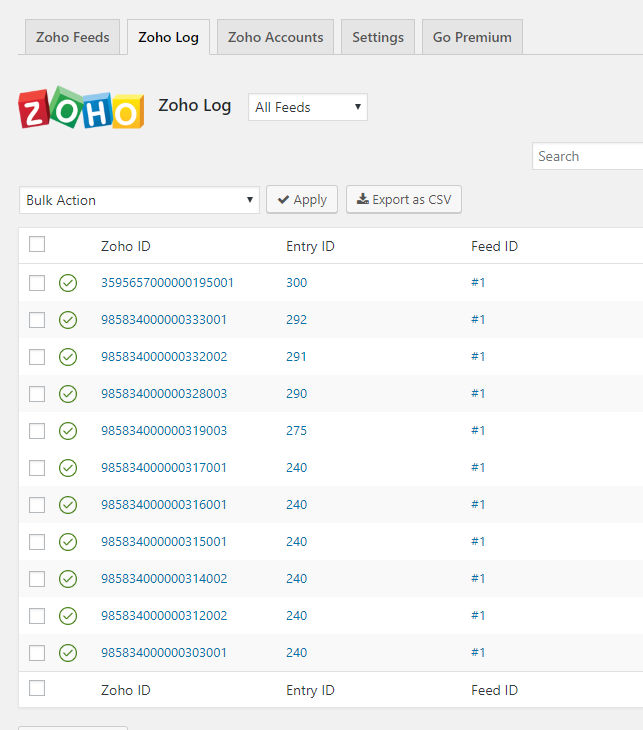 Zoho Feeds Zoho Log Zoho Accounts Settings Go Premium
ZOHO Zoho Log All Feeds
Search
Bulk Action Apply Export as CSV
Zoho ID Entry ID Feed ID
3595657000000195001 300 #1
985834000000333001 292 #1
985834000000332002 291 #1
985834000000328003 290 #1
985834000000319003 275 #1
985834000000317001 240 #1
985834000000316001 240 #1
985834000000315001 240 #1
985834000000314002 240 #1
985834000000312002 240 #1
985834000000303001 240 #1
Zoho ID Entry ID Feed ID